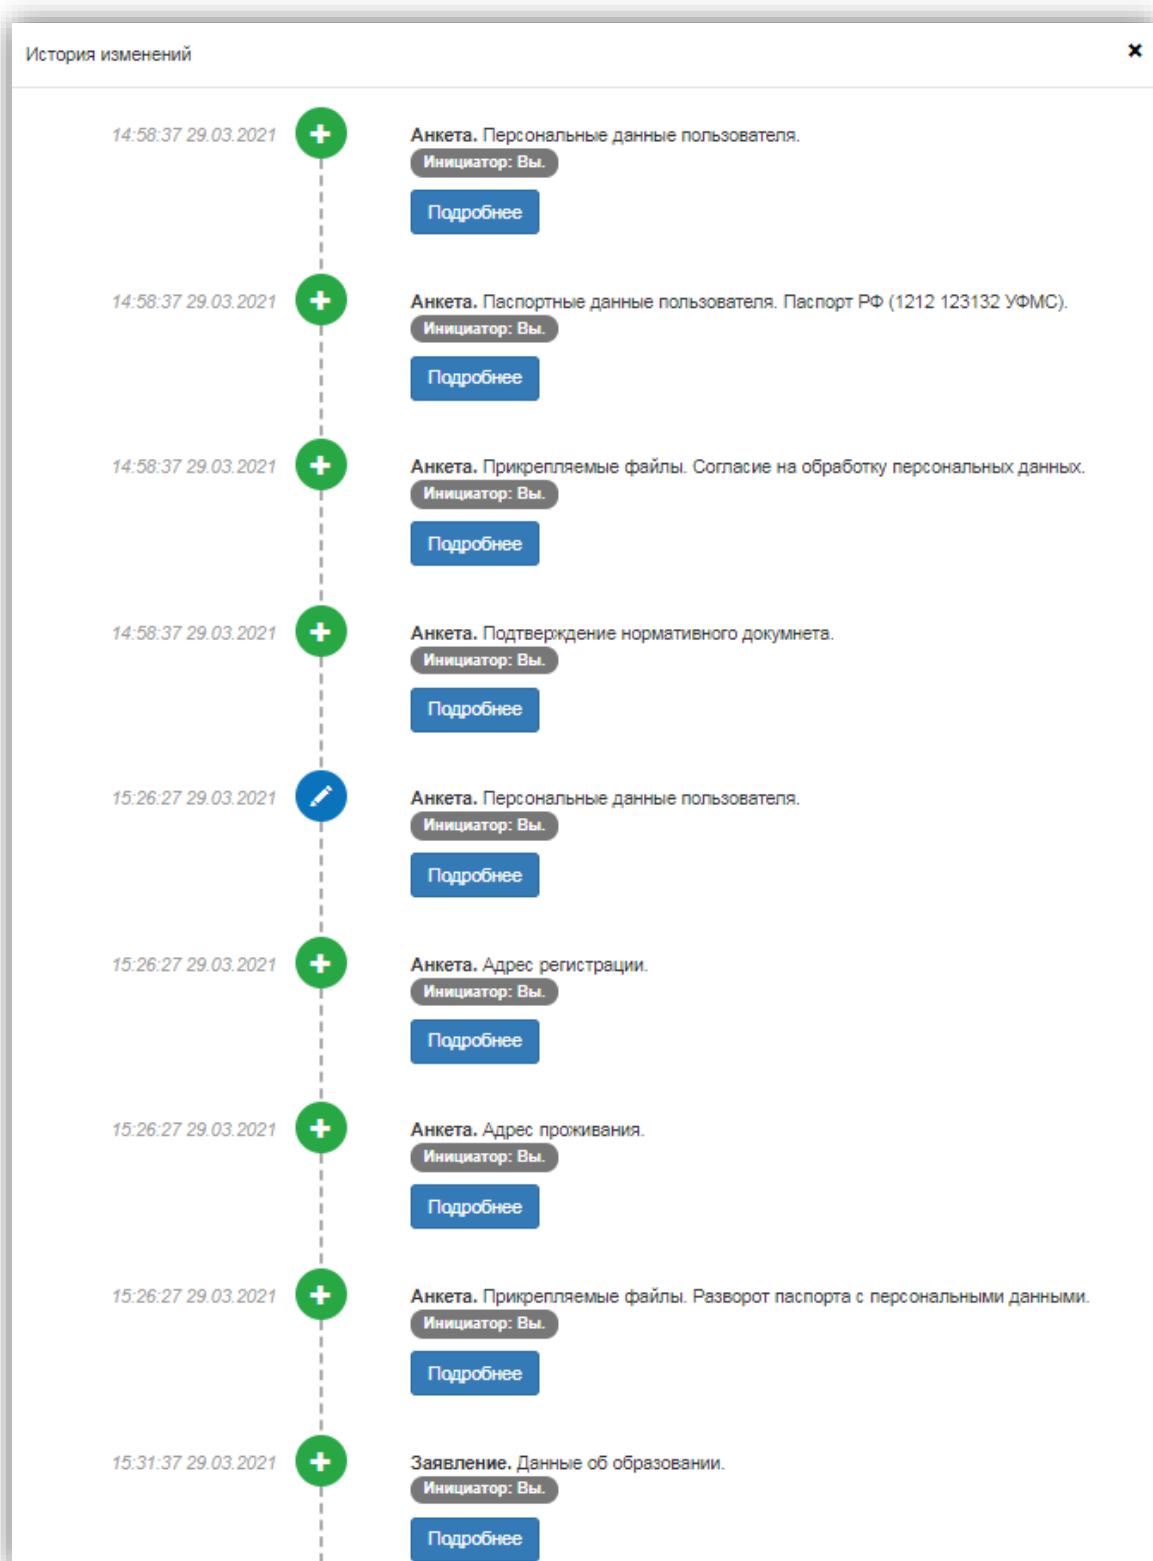 История изменений
14:58:37 29.03.2021 Анкета. Персональные данные пользователя.
Инициатор: Вы.
Подробнее
14:58:37 29.03.2021 Анкета. Паспортные данные пользователя. Паспорт РФ (1212 123132 УФМС).
Инициатор: Вы.
Подробнее
14:58:37 29.03.2021 Анкета. Прикрепляемые файлы. Согласие на обработку персональных данных.
Инициатор: Вы.
Подробнее
14:58:37 29.03.2021 Анкета. Подтверждение нормативного докумнета.
Инициатор: Вы.
Подробнее
15:26:27 29.03.2021 Анкета. Персональные данные пользователя.
Инициатор: Вы.
Подробнее
15:26:27 29.03.2021 Анкета. Адрес регистрации.
Инициатор: Вы.
Подробнее
15:26:27 29.03.2021 Анкета. Адрес проживания.
Инициатор: Вы.
Подробнее
15:26:27 29.03.2021 Анкета. Прикрепляемые файлы. Разворот паспорта с персональными данными.
Инициатор: Вы.
Подробнее
15:31:37 29.03.2021 Заявление. Данные об образовании.
Инициатор: Вы.
Подробнее